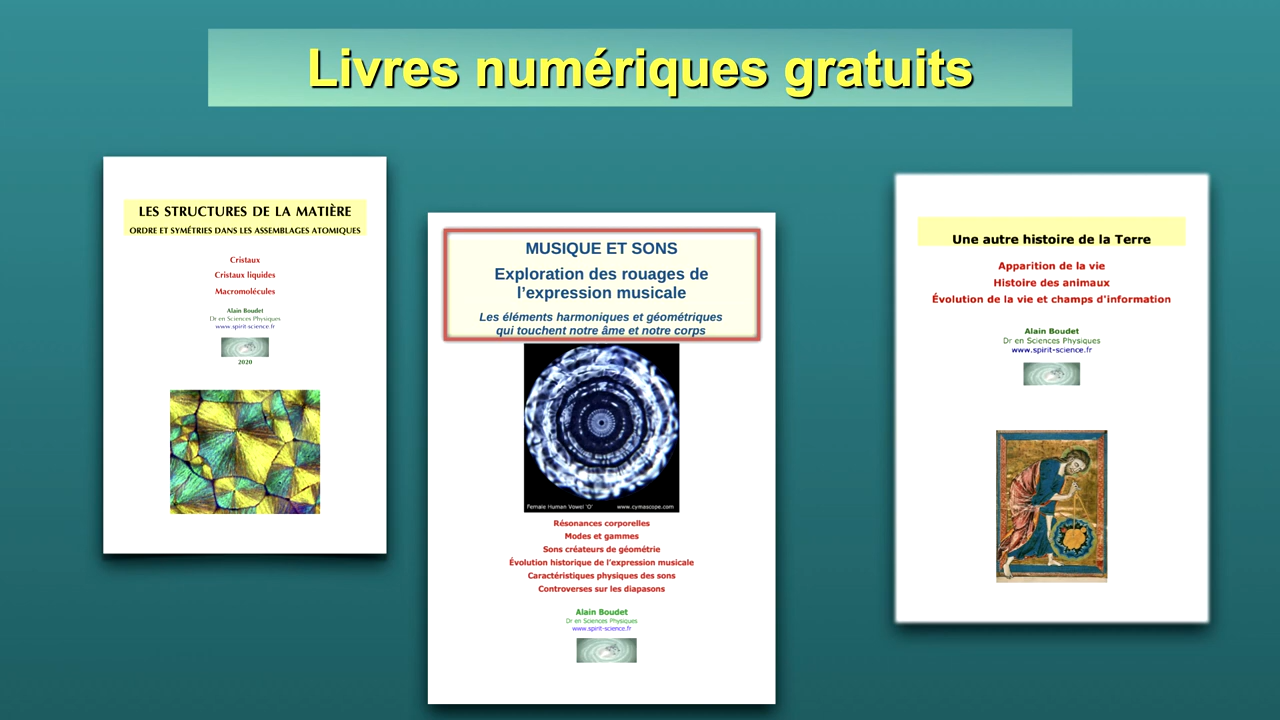 Livres numériques gratuits
LES STRUCTURES DE LA MATIÈRE
ORDRE ET SYMÉTRIES DANS LES ASSEMBLAGES ATOMIQUES
Cristaux
Cristaux liquides
Macromolécules
Alain Boudet
Dr en Sciences Physiques
www.spirit-science.fr
2020
MUSIQUE ET SONS
Exploration des rouages de
l'expression musicale
Les éléments harmoniques et géométriques
qui touchent notre âme et notre corps
Female Human Vowel 'O' www.cymascope.com
Résonances corporelles
Modes et gammes
Sons créateurs de géométrie
Évolution historique de l'expression musicale
Caractéristiques physiques des sons
Controverses sur les diapasons
Alain Boudet
Dr en Sciences Physiques
www.spirit-science.fr
Une autre histoire de la Terre
Apparition de la vie
Histoire des animaux
Évolution de la vie et champs d'information
Alain Boudet
Dr en Sciences Physiques
www.spirit-science.fr